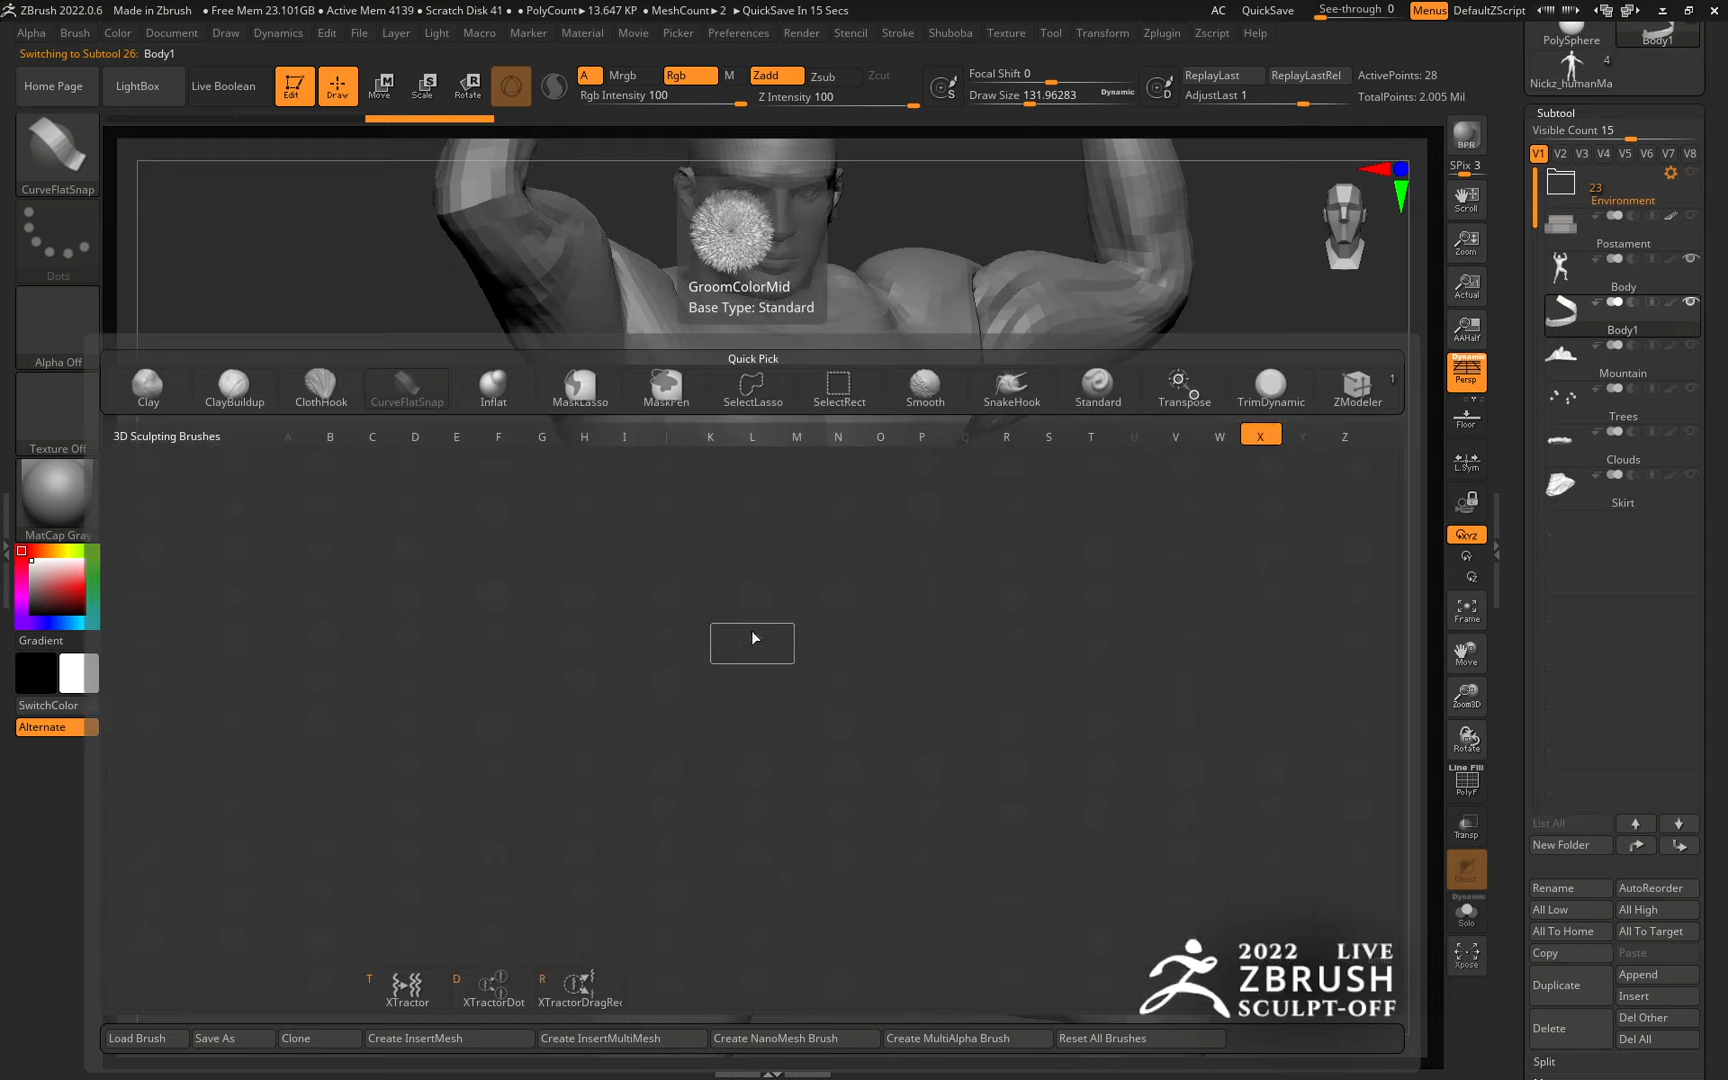 ZBrush 2022.0.6 Made in Zbrush • Free Mem 23.101GB • Active Mem 4139 • Scratch Disk 41 • • PolyCount►13.647 KP • MeshCount►2 ►QuickSave In 15 Secs AC QuickSave See-through 0 Menus DefaultZScript
Alpha Brush Color Document Draw Dynamics Edit File Layer Light Macro Marker Material Movie Picker Preferences Render Shuboba Stencil Stroke Texture Tool Transform Zplugin Zscript Help
Switching to Subtool 26: Body1
Home Page LightBox Live Boolean Edit Draw Move Scale Rotate
A Mrgb Rgb M Zadd Zsub Zcut
Rgb Intensity 100 Z Intensity 100
Focal Shift 0
Draw Size 131.96283 Dynamic
ReplayLast ReplayLastRel ActivePoints: 28
AdjustLast 1 TotalPoints: 2.005 Mil
PolySphere Body1
4
Nickz_humanMa
Subtool
Visible Count 15
V1 V2 V3 V4 V5 V6 V7 V8
23
Environment
Postament
Body
Body1
Mountain
Trees
Clouds
Skirt
List All
New Folder
Rename AutoReorder
All Low All High
All To Home All To Target
Copy Paste
Duplicate Append
Insert
Delete Del Other
Del All
Split
CurveFlatSnap
Dots
Alpha Off
Texture Off
MatCap Gray
Gradient
SwitchColor
Alternate
GroomColorMid
Base Type: Standard
Quick Pick
Clay ClayBuildup ClothHook CurveFlatSnap Inflat MaskLasso MaskPen SelectLasso SelectRect Smooth SnakeHook Standard Transpose TrimDynamic ZModeler 1
3D Sculpting Brushes A B C D E F G H I J K L M N O P Q R S T U V W X Y Z
T XTractor D XTractorDot R XTractorDragRec
Load Brush Save As Clone Create InsertMesh Create InsertMultiMesh Create NanoMesh Brush Create MultiAlpha Brush Reset All Brushes
BPR
SPix 3
Scroll
Zoom
Actual
AAHalf
Dynamic
Persp
Floor
L.Sym
XYZ
Y
Z
Frame
Move
Zoom3D
Rotate
Line Fill
PolyF
Transp
Ghost
Dynamic
Solo
Xpose
2022 LIVE
ZBRUSH
SCULPT-OFF